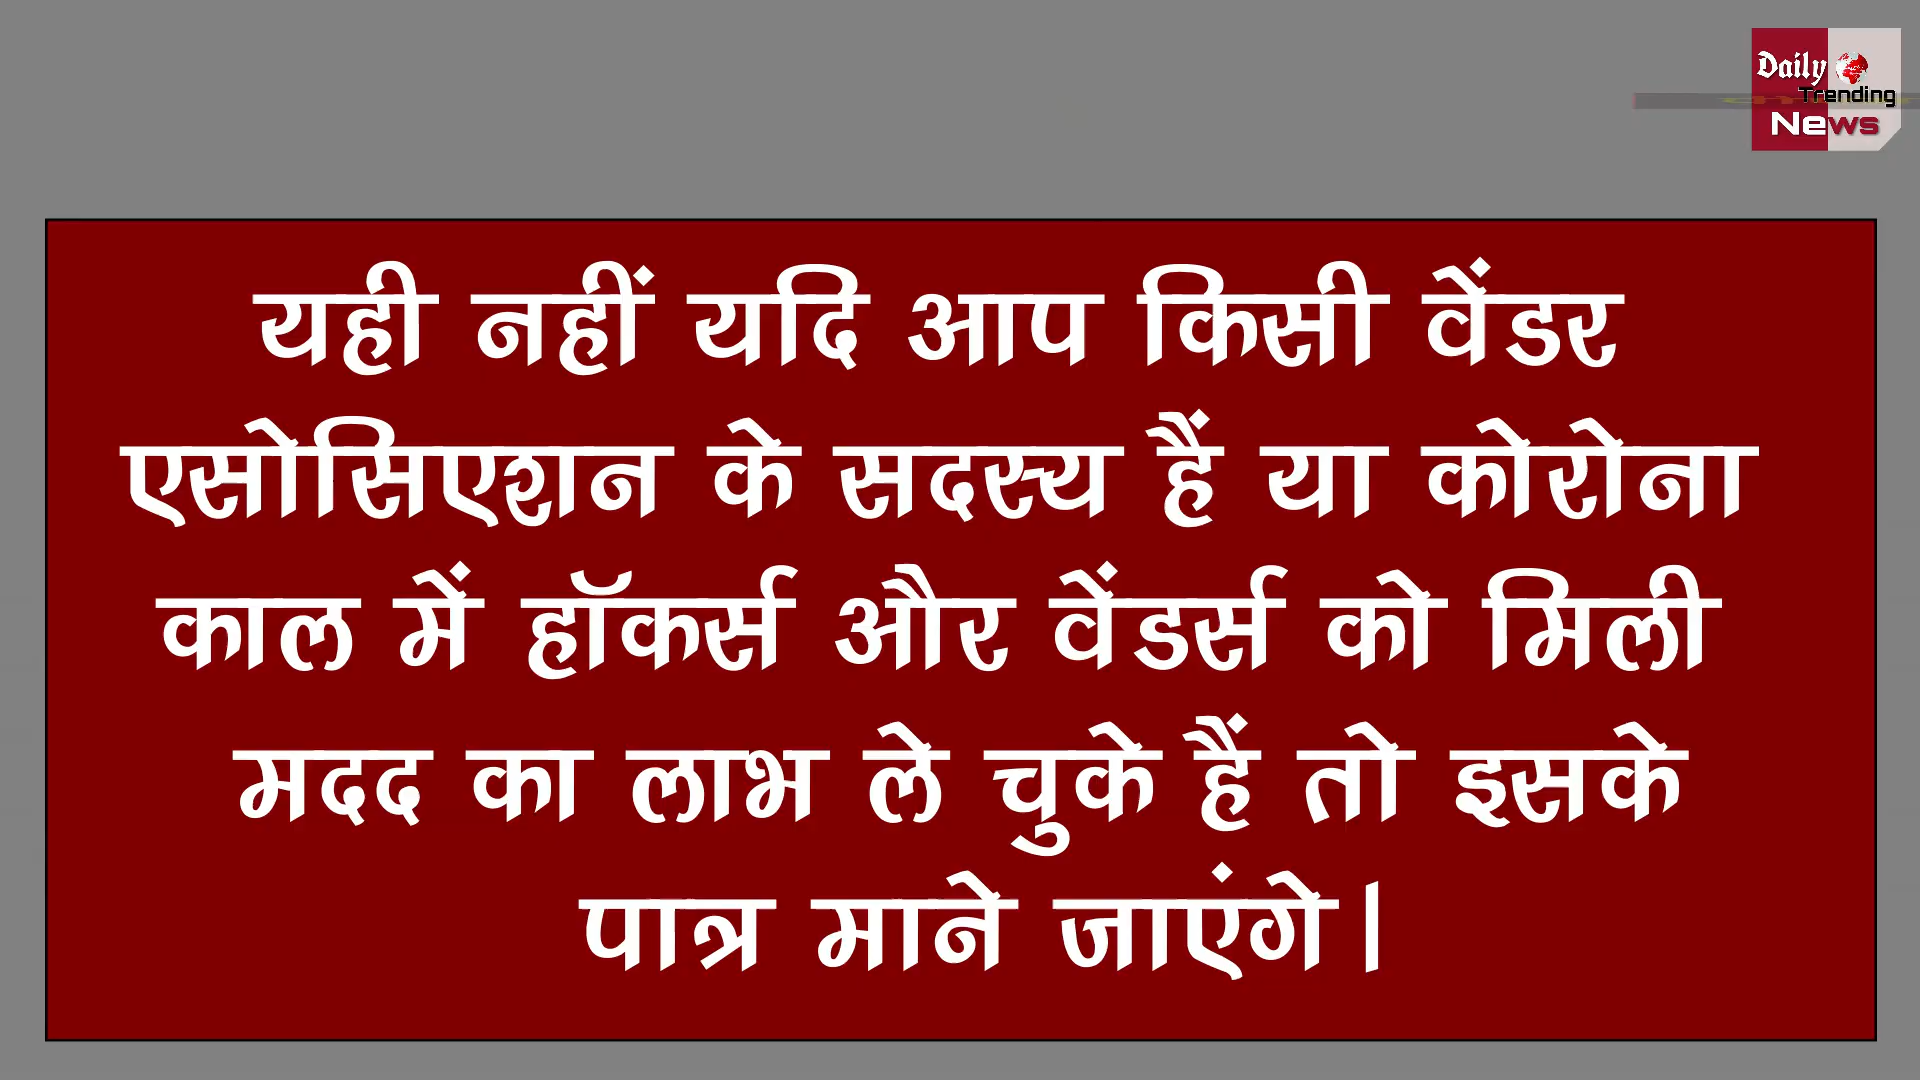 Daily
Trending
News
यही नहीं यदि आप किसी वेंडर
एसोसिएशन के सदस्य हैं या कोरोना
काल में हॉकर्स और वेंडर्स को मिली
मदद का लाभ ले चुके हैं तो इसके
पात्र माने जाएंगे।